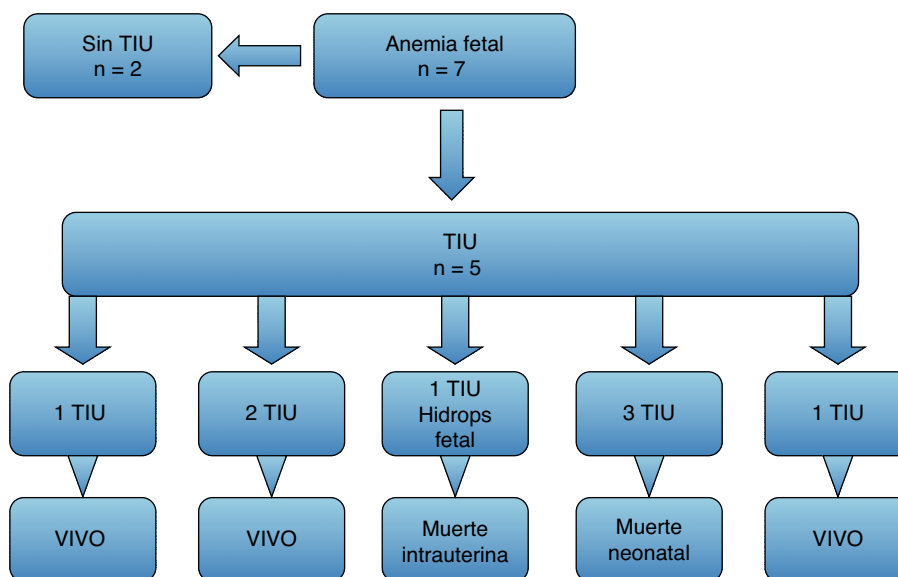 Sin TIU
n = 2
Anemia fetal
n = 7
TIU
n = 5
1 TIU
2 TIU
1 TIU
Hidrops
fetal
3 TIU
1 TIU
VIVO
VIVO
Muerte
intrauterina
Muerte
neonatal
VIVO